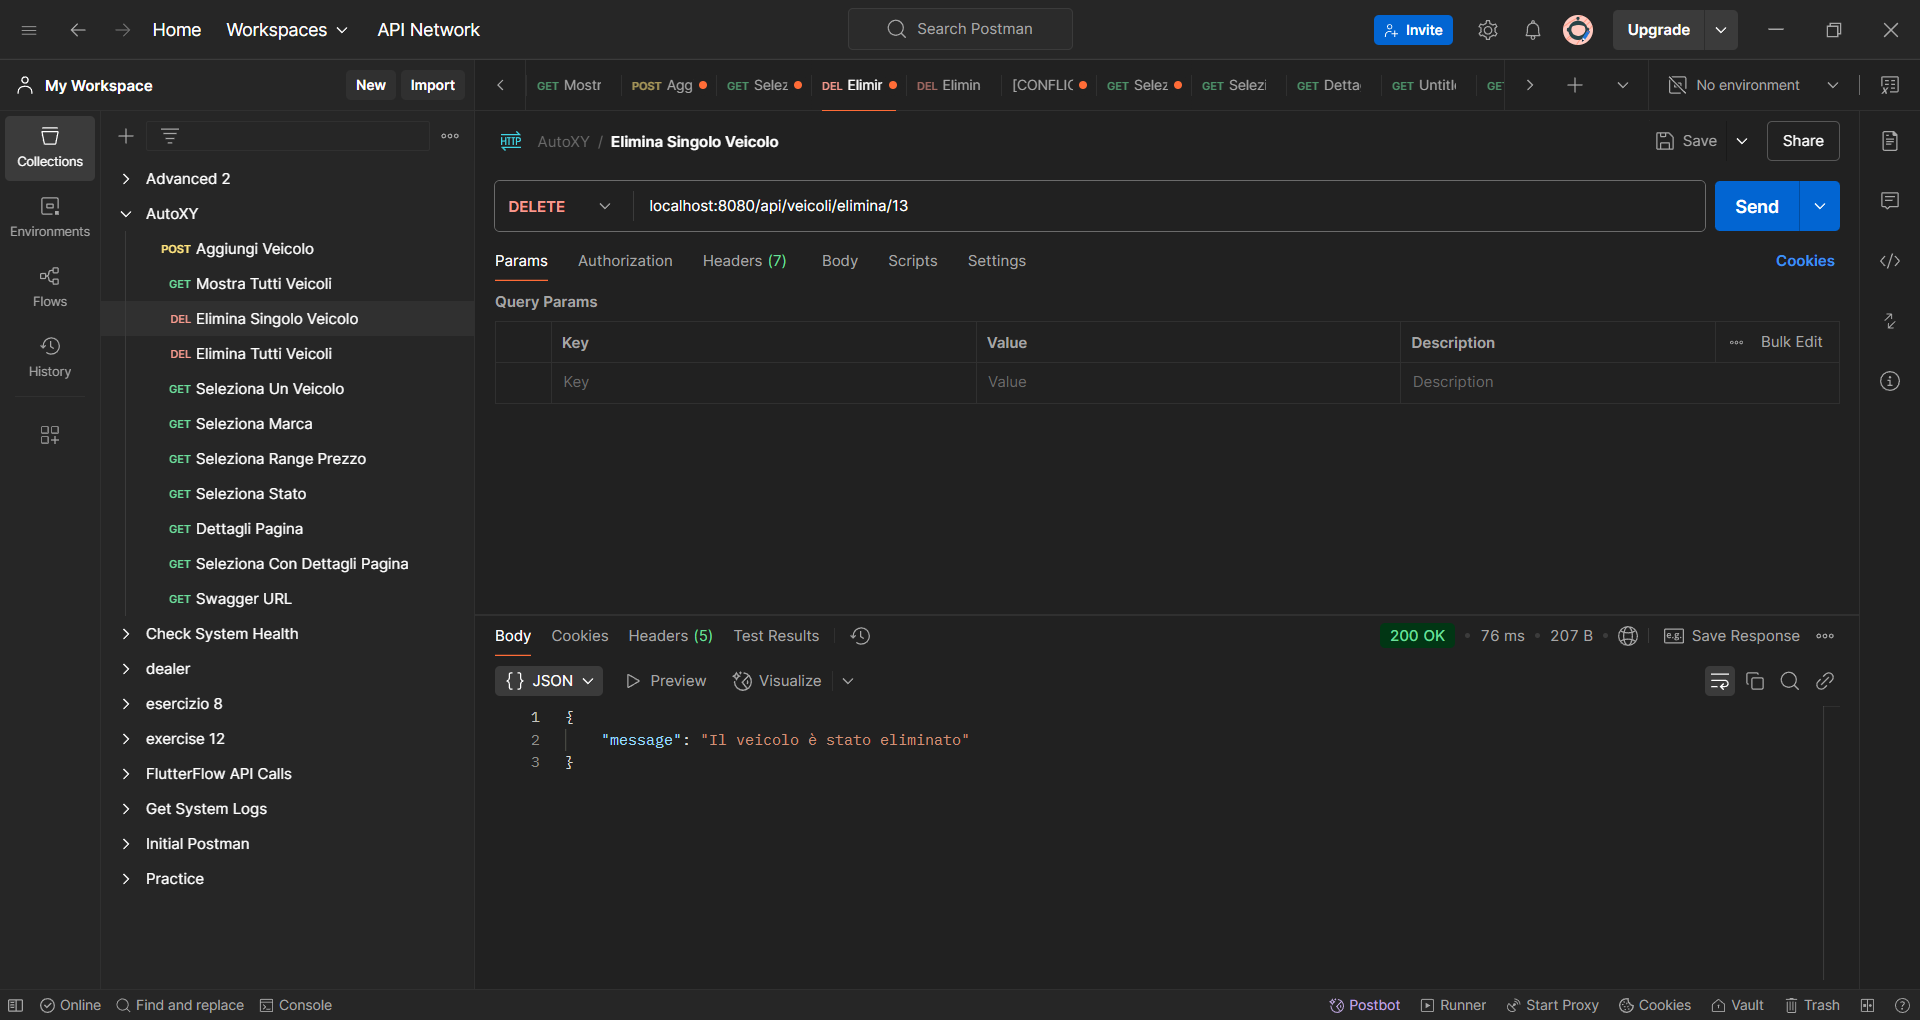 Home Workspaces API Network Search Postman Invite Upgrade
My Workspace New Import GET Mostr POST Agg GET Selez DEL Elimir DEL Elimin [CONFLIC GET Selez GET Selezi GET Detta GET Untitl GE No environment
Collections
Environments
Flows
History
Advanced 2
AutoXY
POST Aggiungi Veicolo
GET Mostra Tutti Veicoli
DEL Elimina Singolo Veicolo
DEL Elimina Tutti Veicoli
GET Seleziona Un Veicolo
GET Seleziona Marca
GET Seleziona Range Prezzo
GET Seleziona Stato
GET Dettagli Pagina
GET Seleziona Con Dettagli Pagina
GET Swagger URL
Check System Health
dealer
esercizio 8
exercise 12
FlutterFlow API Calls
Get System Logs
Initial Postman
Practice
HTTP AutoXY / Elimina Singolo Veicolo Save Share
DELETE localhost:8080/api/veicoli/elimina/13 Send
Params Authorization Headers (7) Body Scripts Settings Cookies
Query Params
Key Value Description Bulk Edit
Key Value Description
Body Cookies Headers (5) Test Results 200 OK 76 ms 207 B e.g. Save Response
{} JSON Preview Visualize
1 {
2 "message": "Il veicolo è stato eliminato"
3 }
Online Find and replace Console Postbot Runner Start Proxy Cookies Vault Trash